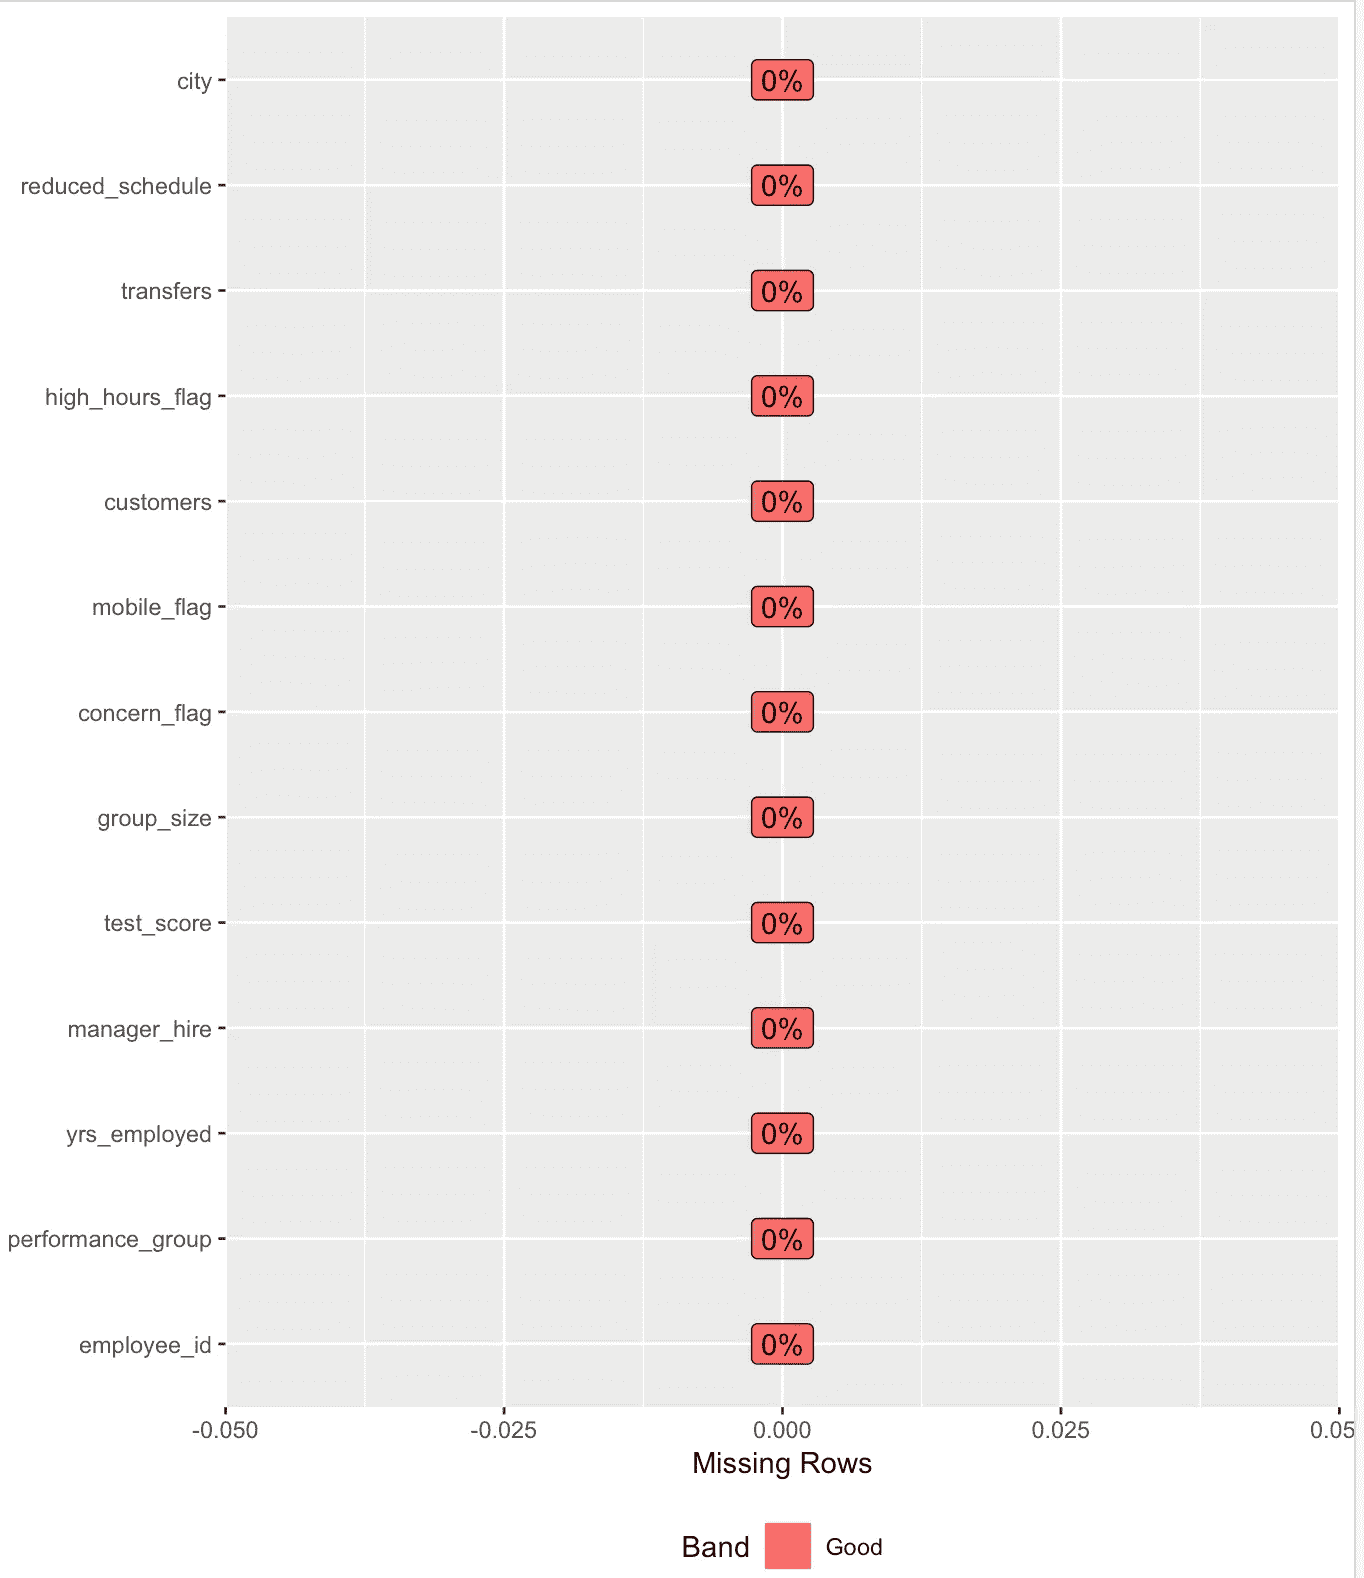 city 0%
reduced_schedule 0%
transfers 0%
high_hours_flag 0%
customers 0%
mobile_flag 0%
concern_flag 0%
group_size 0%
test_score 0%
manager_hire 0%
yrs_employed 0%
performance_group 0%
employee_id 0%
-0.050 -0.025 0.000 0.025 0.05
Missing Rows
Band Good